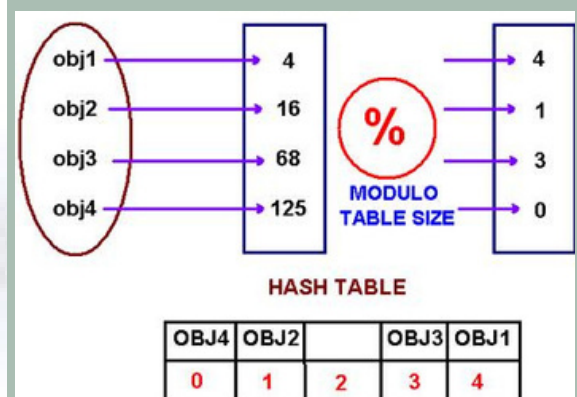 obj1 4 4
obj2 16 % 1
obj3 68 3
obj4 125 MODULO TABLE SIZE 0
HASH TABLE
OBJ4 OBJ2 OBJ3 OBJ1
0 1 2 3 4